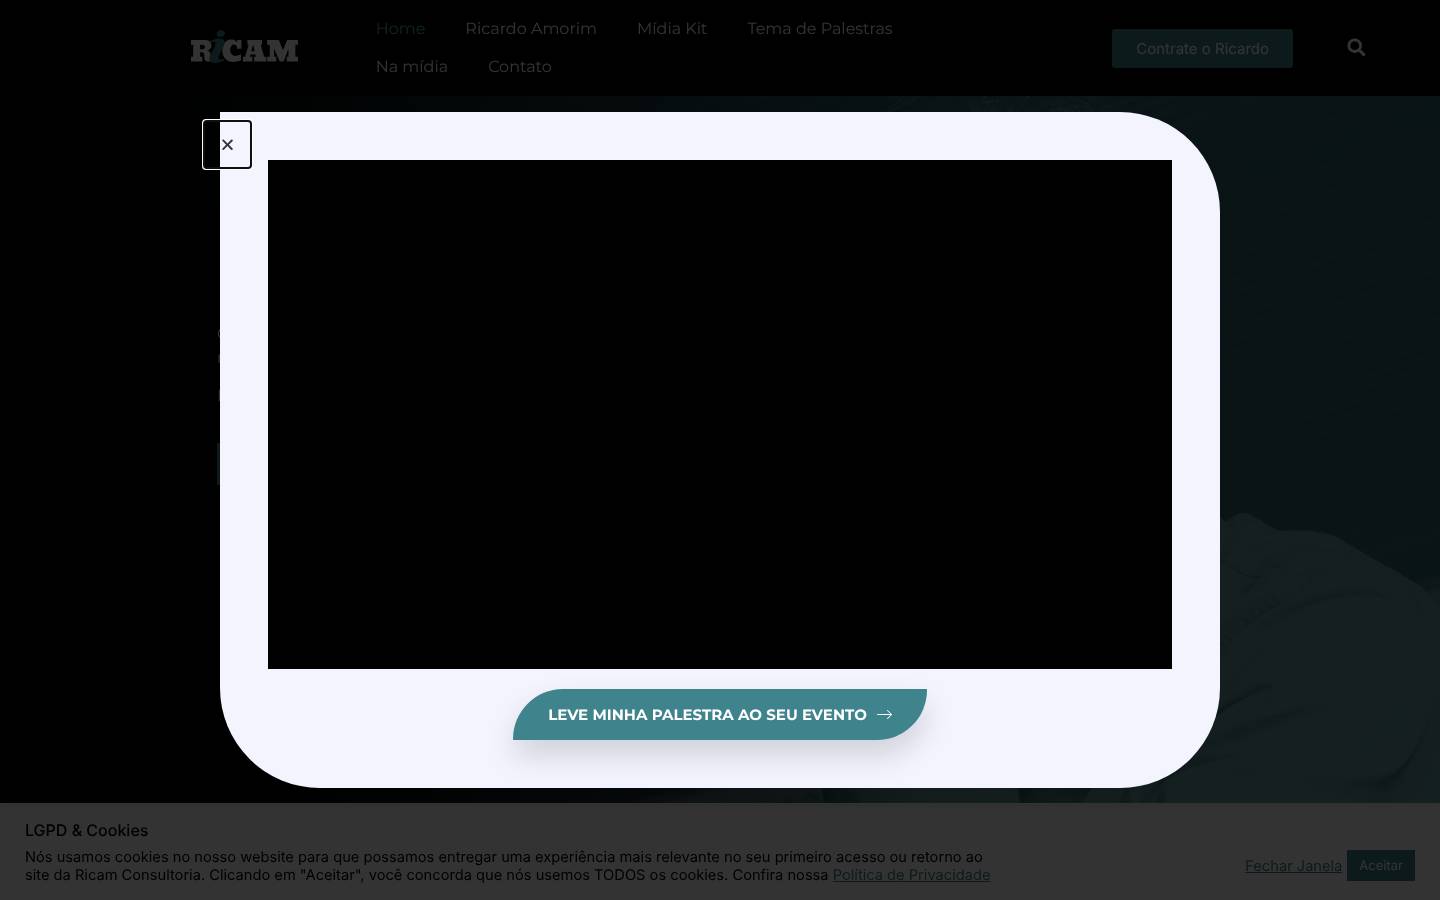 RiCAM
Home
Ricardo Amorim
Mídia Kit
Tema de Palestras
Na mídia
Contato
Contrate o Ricardo
LEVE MINHA PALESTRA AO SEU EVENTO
LGPD & Cookies
Nós usamos cookies no nosso website para que possamos entregar uma experiência mais relevante no seu primeiro acesso ou retorno ao
site da Ricam Consultoria. Clicando em "Aceitar", você concorda que nós usemos TODOS os cookies. Confira nossa Política de Privacidade
Fechar Janela
Aceitar